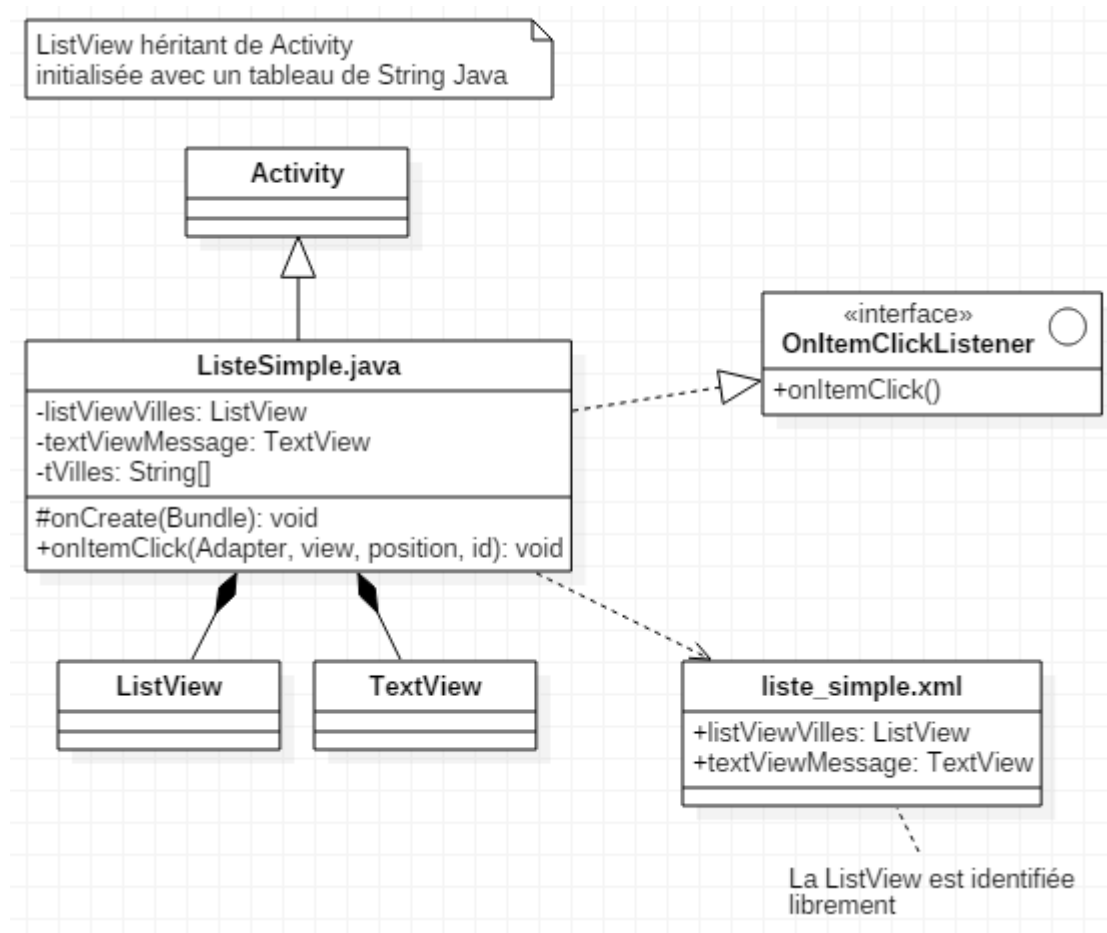 ListView héritant de Activity
initialisée avec un tableau de String Java
Activity
«interface»
OnItemClickListener
+onItemClick()
ListeSimple.java
-listViewVilles: ListView
-textViewMessage: TextView
-tVilles: String[]
#onCreate(Bundle): void
+onItemClick(Adapter, view, position, id): void
ListView
TextView
liste_simple.xml
+listViewVilles: ListView
+textViewMessage: TextView
La ListView est identifiée
librement